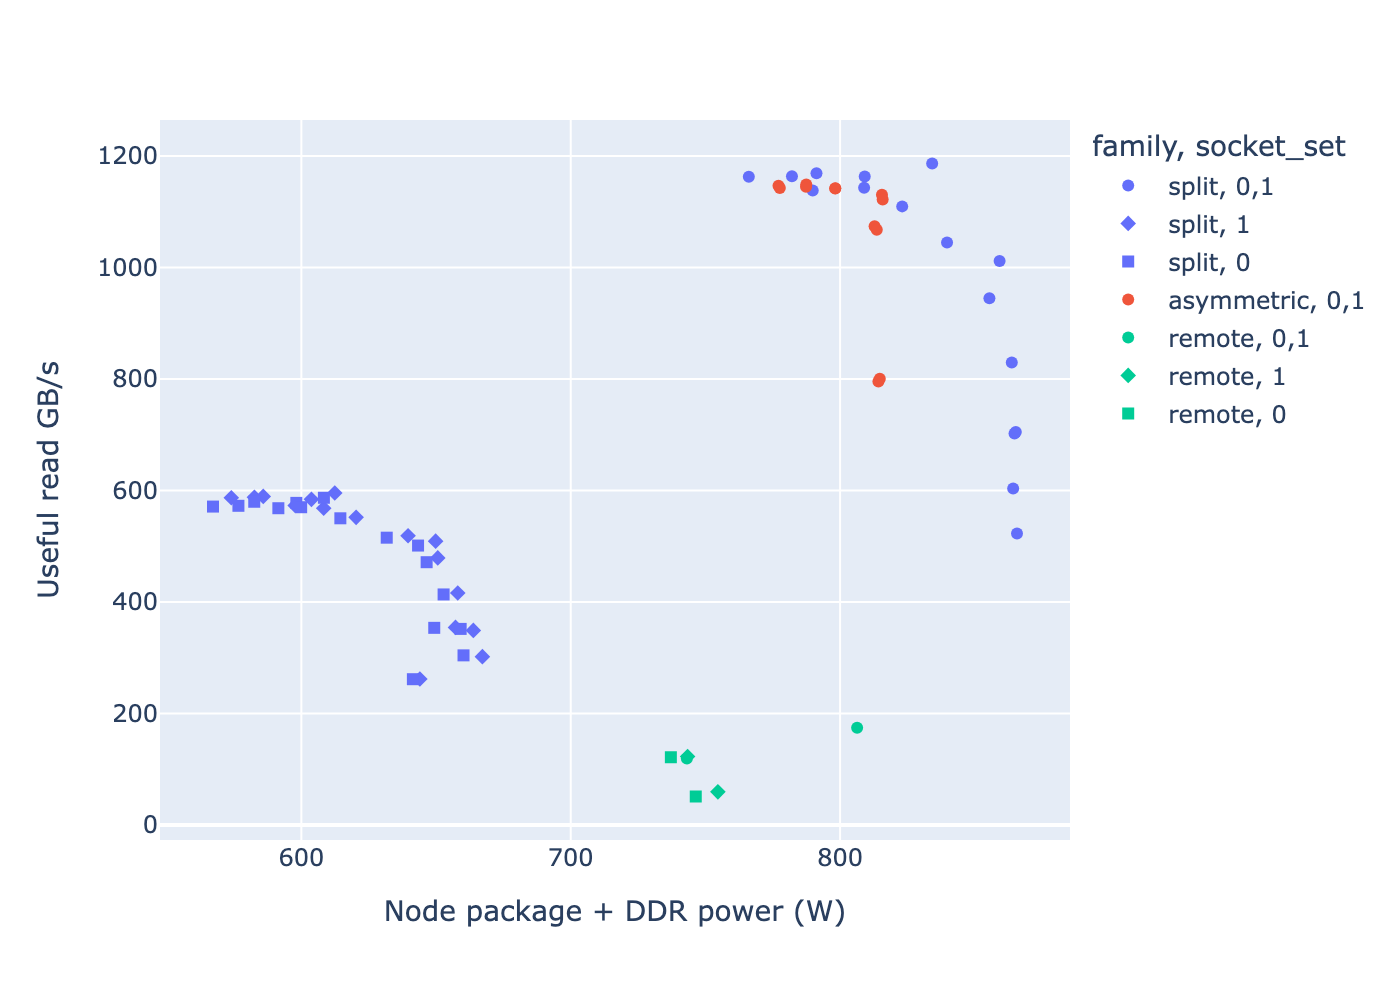 family, socket_set
split, 0,1
split, 1
split, 0
asymmetric, 0,1
remote, 0,1
remote, 1
remote, 0
Useful read GB/s
1200
1000
800
600
400
200
0
600 700 800
Node package + DDR power (W)